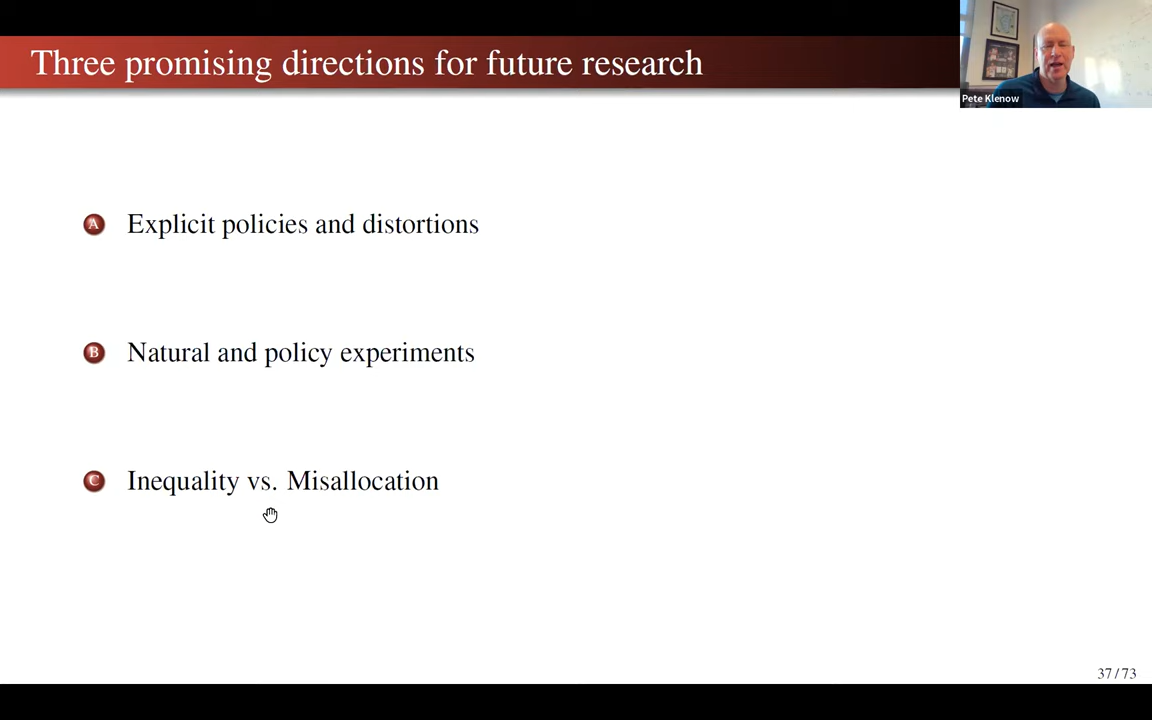 Three promising directions for future research
Pete Klenow
A Explicit policies and distortions
B Natural and policy experiments
C Inequality vs. Misallocation
37 / 73